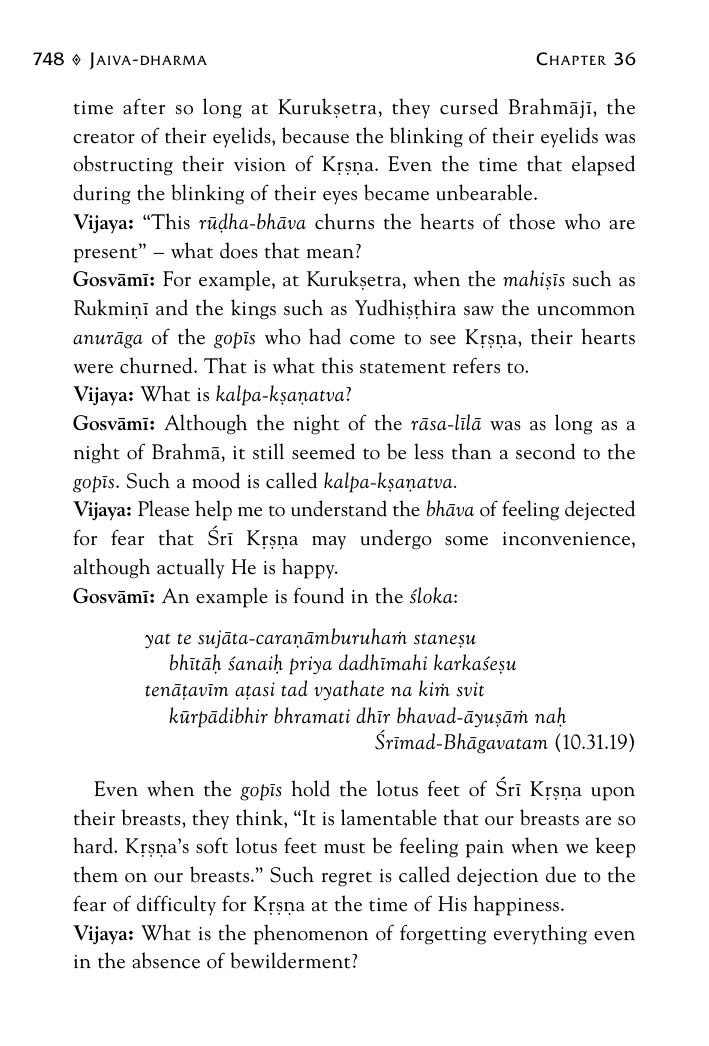 748 ◈ Jaiva-dharma Chapter 36
time after so long at Kurukṣetra, they cursed Brahmājī, the
creator of their eyelids, because the blinking of their eyelids was
obstructing their vision of Kṛṣṇa. Even the time that elapsed
during the blinking of their eyes became unbearable.
Vijaya: “This rūḍha-bhāva churns the hearts of those who are
present” – what does that mean?
Gosvāmī: For example, at Kurukṣetra, when the mahiṣīs such as
Rukmiṇī and the kings such as Yudhiṣṭhira saw the uncommon
anurāga of the gopīs who had come to see Kṛṣṇa, their hearts
were churned. That is what this statement refers to.
Vijaya: What is kalpa-kṣaṇatva?
Gosvāmī: Although the night of the rāsa-līlā was as long as a
night of Brahmā, it still seemed to be less than a second to the
gopīs. Such a mood is called kalpa-kṣaṇatva.
Vijaya: Please help me to understand the bhāva of feeling dejected
for fear that Śrī Kṛṣṇa may undergo some inconvenience,
although actually He is happy.
Gosvāmī: An example is found in the śloka:
yat te sujāta-caraṇāmburuhaṁ staneṣu
bhītāḥ śanaiḥ priya dadhīmahi karkaśeṣu
tenāṭavīm aṭasi tad vyathate na kiṁ svit
kūrpādibhir bhramati dhīr bhavad-āyuṣāṁ naḥ
Śrīmad-Bhāgavatam (10.31.19)
Even when the gopīs hold the lotus feet of Śrī Kṛṣṇa upon
their breasts, they think, “It is lamentable that our breasts are so
hard. Kṛṣṇa’s soft lotus feet must be feeling pain when we keep
them on our breasts.” Such regret is called dejection due to the
fear of difficulty for Kṛṣṇa at the time of His happiness.
Vijaya: What is the phenomenon of forgetting everything even
in the absence of bewilderment?